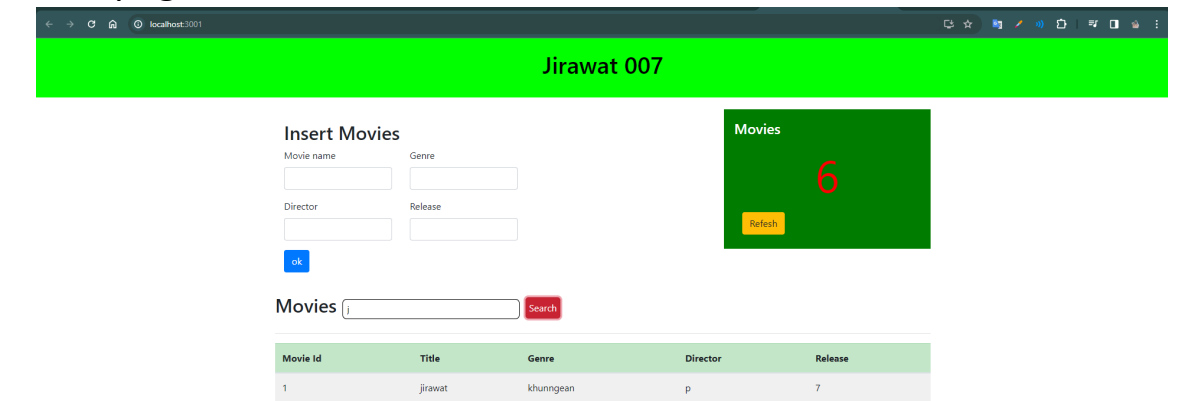 localhost:3001
Jirawat 007
Insert Movies
Movie name Genre
Director Release
ok
Movies
6
Refesh
Movies j Search
Movie Id Title Genre Director Release
1 jirawat khunngean p 7